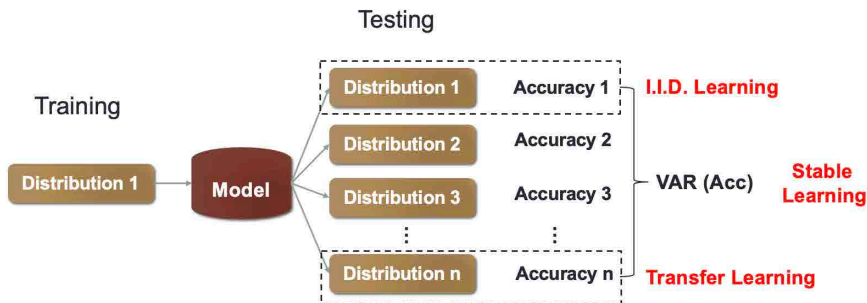 Testing
Training
Distribution 1
Model
Distribution 1 Accuracy 1
Distribution 2 Accuracy 2
Distribution 3 Accuracy 3
⋮ ⋮
Distribution n Accuracy n
I.I.D. Learning
VAR (Acc)
Stable
Learning
Transfer Learning